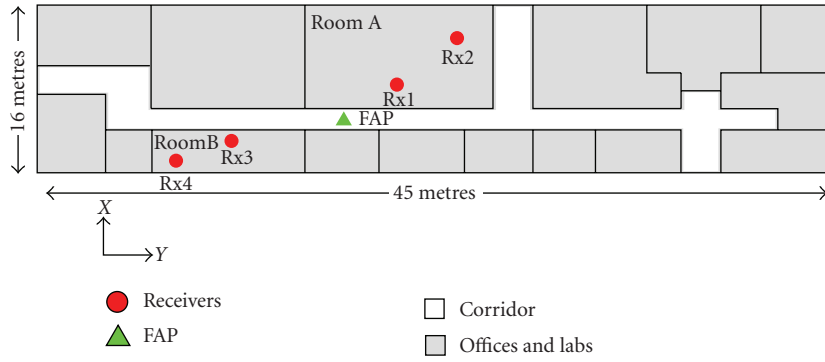 Room A
Rx2
Rx1
FAP
RoomB
Rx3
Rx4
16 metres
45 metres
X
Y
Receivers
FAP
Corridor
Offices and labs